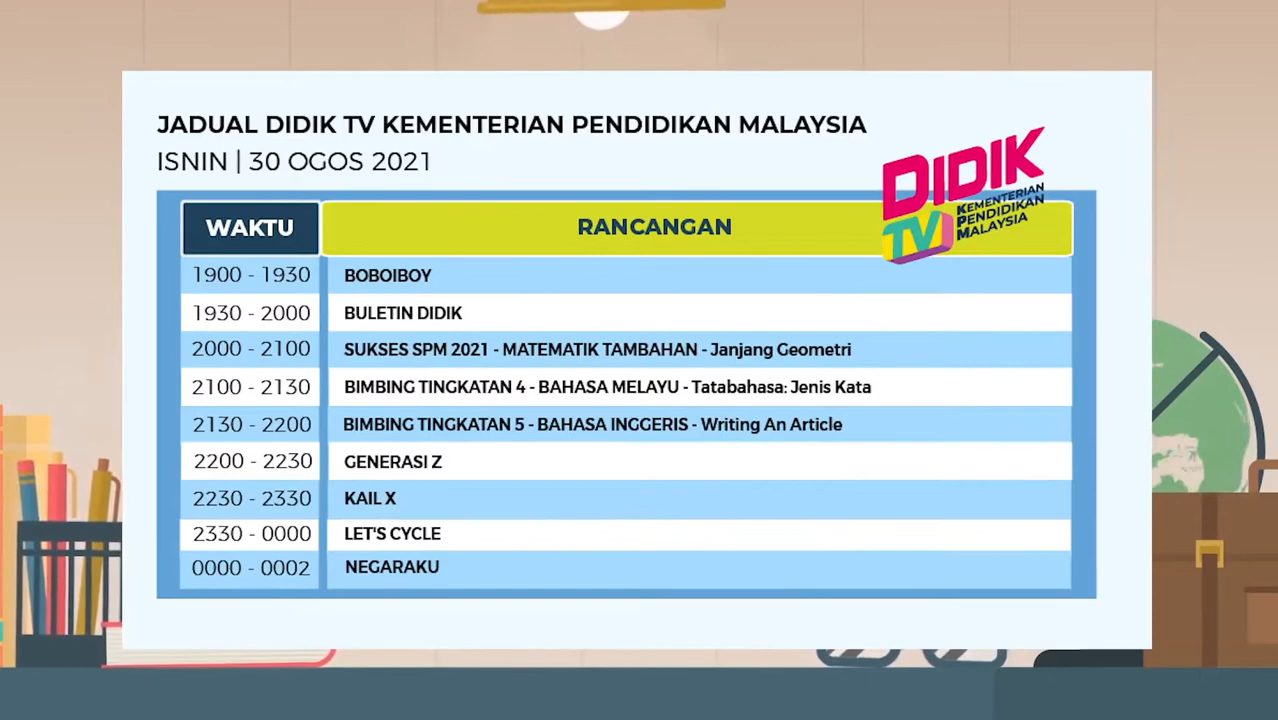 JADUAL DIDIK TV KEMENTERIAN PENDIDIKAN MALAYSIA
ISNIN | 30 OGOS 2021
DIDIK
TV
KEMENTERIAN
PENDIDIKAN
MALAYSIA
WAKTU RANCANGAN
1900 - 1930 BOBOIBOY
1930 - 2000 BULETIN DIDIK
2000 - 2100 SUKSES SPM 2021 - MATEMATIK TAMBAHAN - Janjang Geometri
2100 - 2130 BIMBING TINGKATAN 4 - BAHASA MELAYU - Tatabahasa: Jenis Kata
2130 - 2200 BIMBING TINGKATAN 5 - BAHASA INGGERIS - Writing An Article
2200 - 2230 GENERASI Z
2230 - 2330 KAIL X
2330 - 0000 LET'S CYCLE
0000 - 0002 NEGARAKU